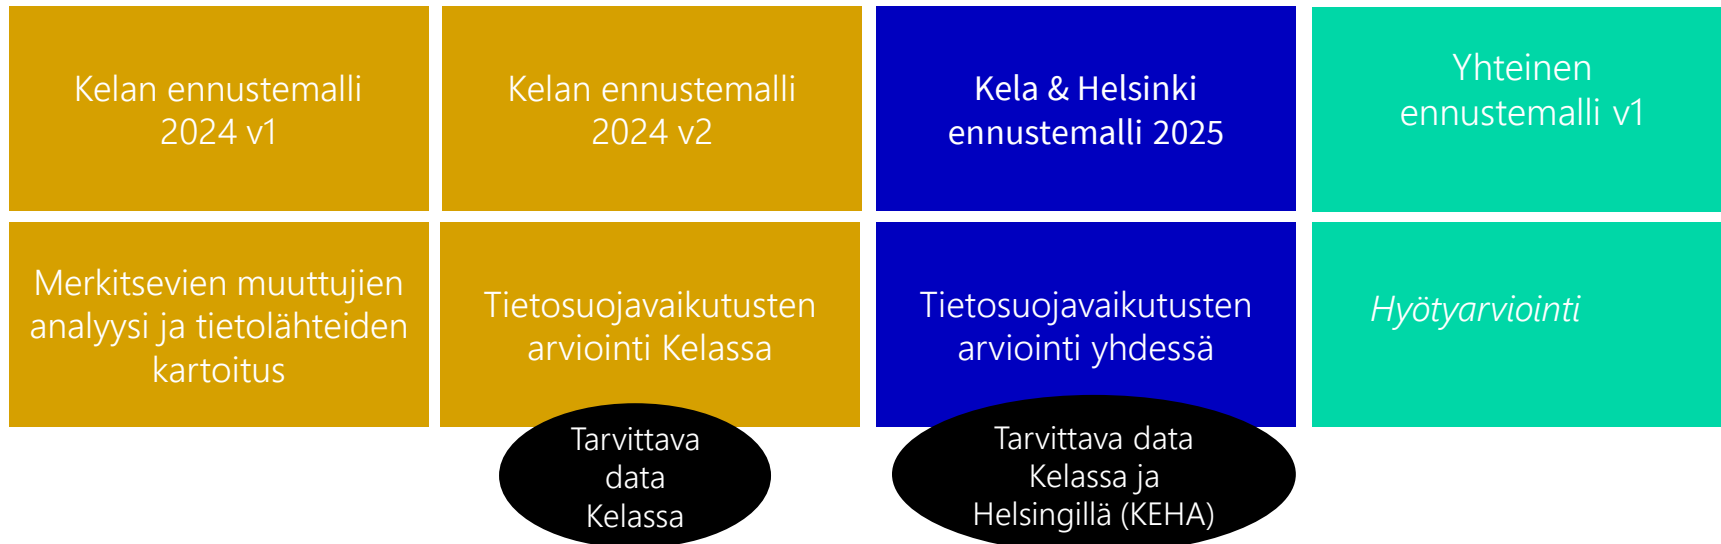 Kelan ennustemalli
2024 v1
Kelan ennustemalli
2024 v2
Kela & Helsinki
ennustemalli 2025
Yhteinen
ennustemalli v1
Merkitsevien muuttujien
analyysi ja tietolähteiden
kartoitus
Tietosuojavaikutusten
arviointi Kelassa
Tietosuojavaikutusten
arviointi yhdessä
Hyötyarviointi
Tarvittava
data
Kelassa
Tarvittava data
Kelassa ja
Helsingillä (KEHA)